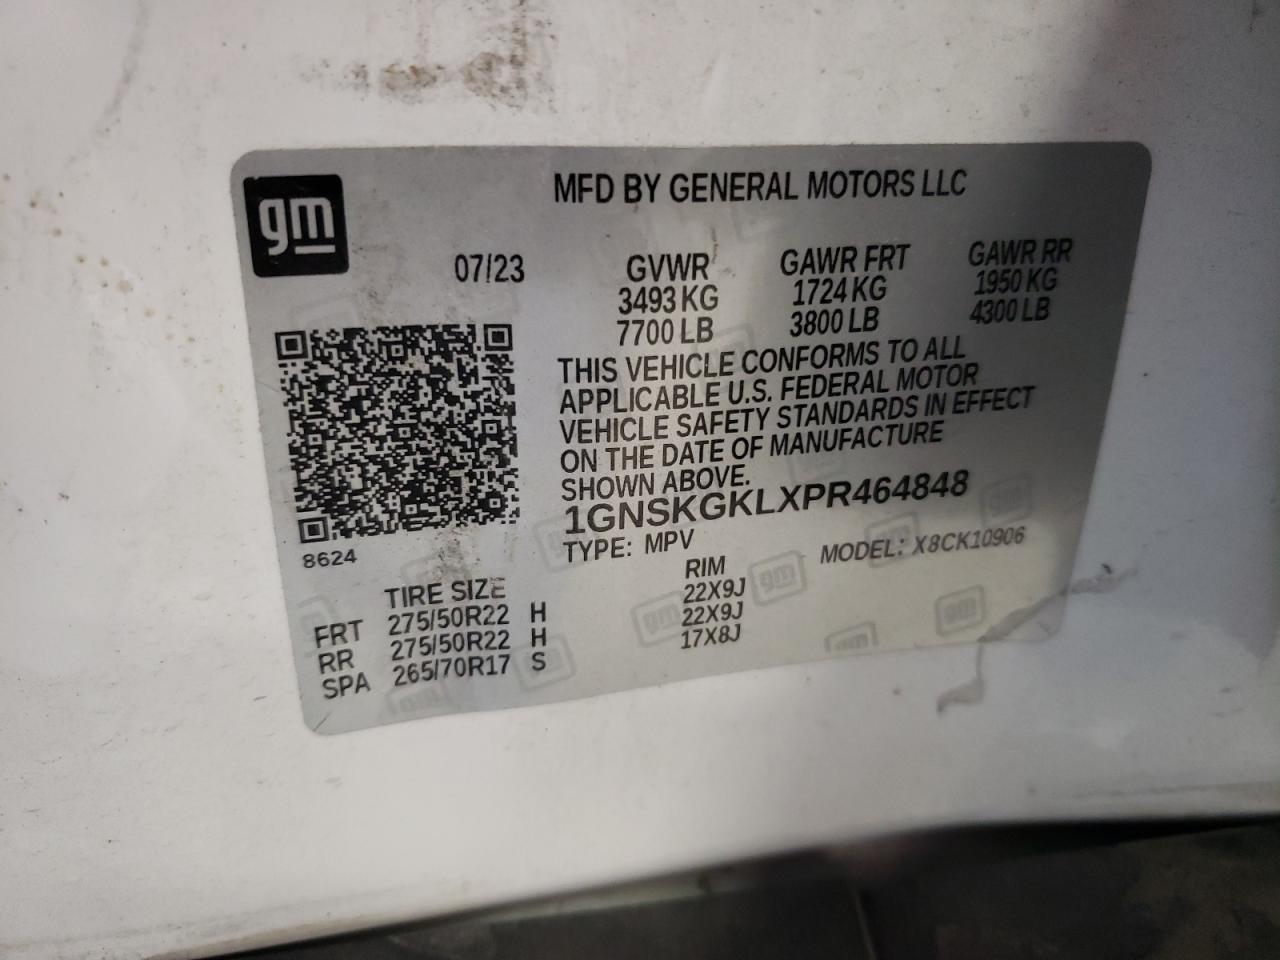 gm
MFD BY GENERAL MOTORS LLC
07/23
GVWR GAWR FRT GAWR RR
3493 KG 1724 KG 1950 KG
7700 LB 3800 LB 4300 LB
THIS VEHICLE CONFORMS TO ALL
APPLICABLE U.S. FEDERAL MOTOR
VEHICLE SAFETY STANDARDS IN EFFECT
ON THE DATE OF MANUFACTURE
SHOWN ABOVE.
1GNSKGKLXPR464848
8624
TYPE: MPV MODEL: X8CK10906
TIRE SIZE RIM
FRT 275/50R22 H 22X9J
RR 275/50R22 H 22X9J
SPA 265/70R17 S 17X8J